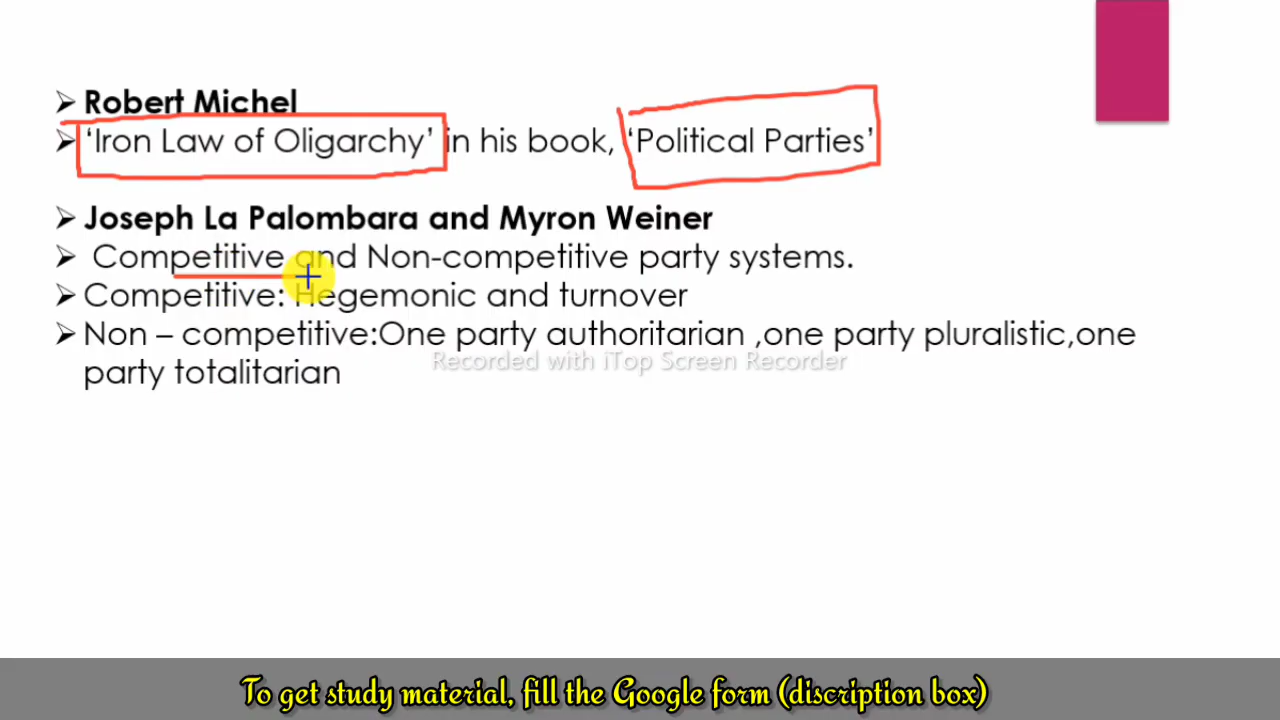 ➢ Robert Michel
➢ ‘Iron Law of Oligarchy’ in his book, ‘Political Parties’
➢ Joseph La Palombara and Myron Weiner
➢ Competitive and Non-competitive party systems.
➢ Competitive: Hegemonic and turnover
➢ Non – competitive:One party authoritarian ,one party pluralistic,one
party totalitarian
Recorded with iTop Screen Recorder
To get study material, fill the Google form (discription box)